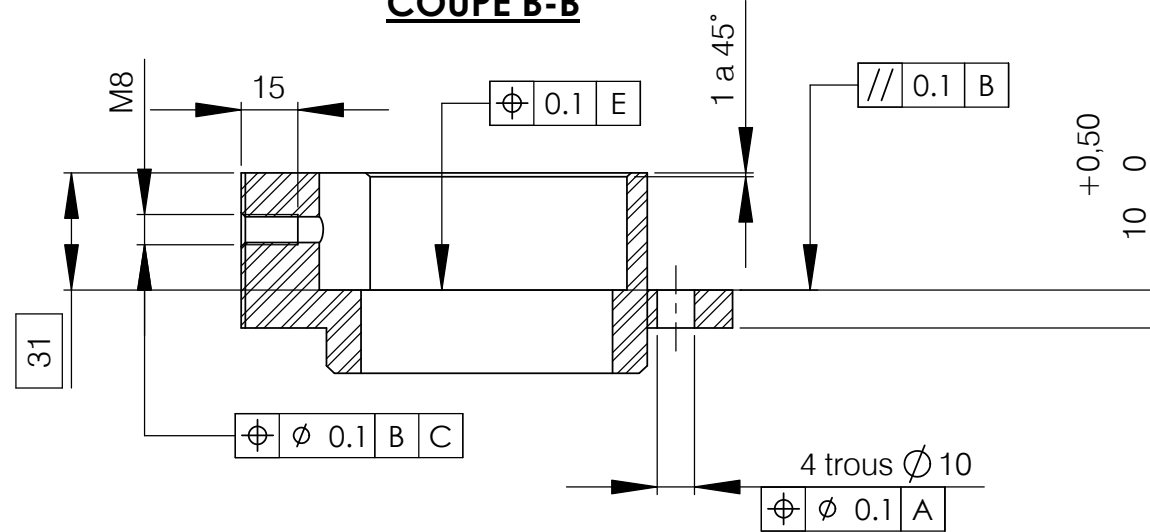 COUPE B-B
M8
15
⌖ 0.1 E
1 a 45°
// 0.1 B
+0,50
10 0
31
⌖ ⌀ 0.1 B C
4 trous ⌀ 10
⌖ ⌀ 0.1 A